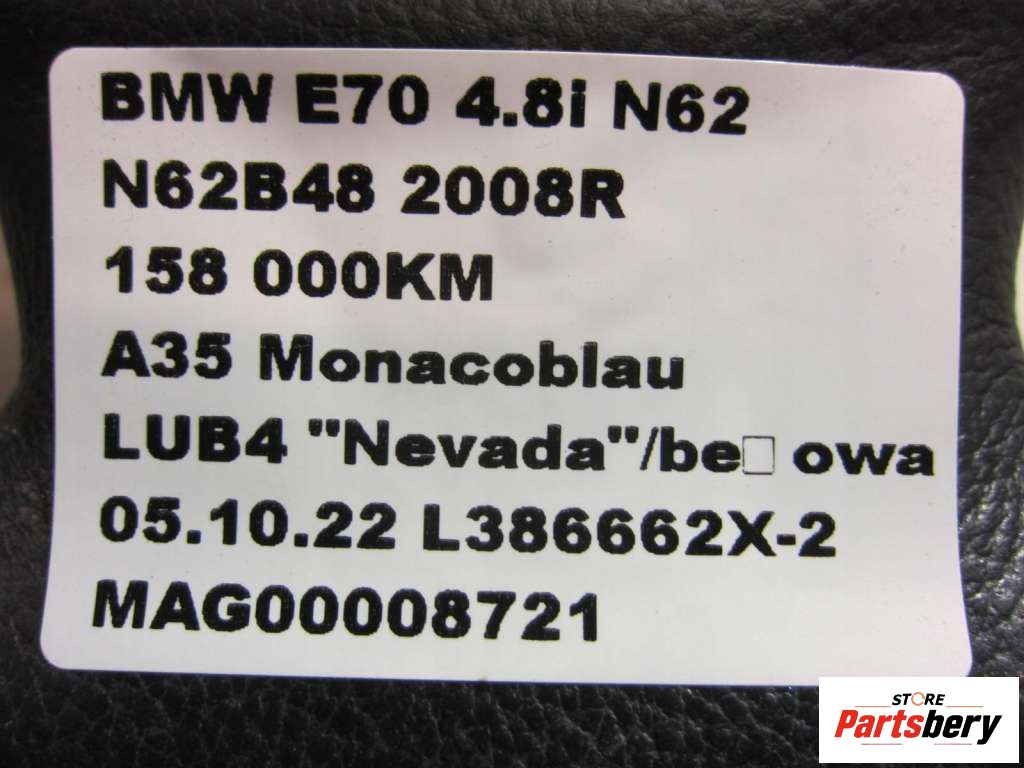 BMW E70 4.8i N62
N62B48 2008R
158 000KM
A35 Monacoblau
LUB4 "Nevada"/be□owa
05.10.22 L386662X-2
MAG00008721
STORE
Partsbery